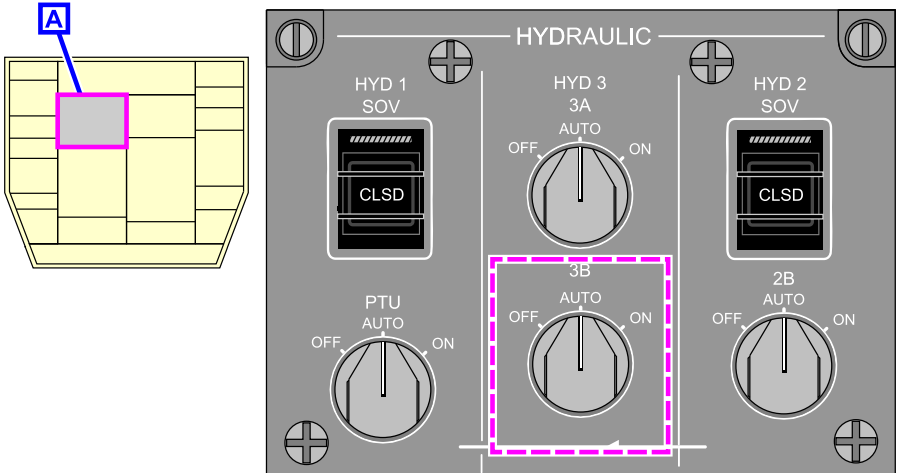 A
HYDRAULIC
HYD 1
SOV
CLSD
HYD 3
3A
AUTO
OFF
ON
HYD 2
SOV
CLSD
PTU
AUTO
OFF
ON
3B
AUTO
OFF
ON
2B
AUTO
OFF
ON